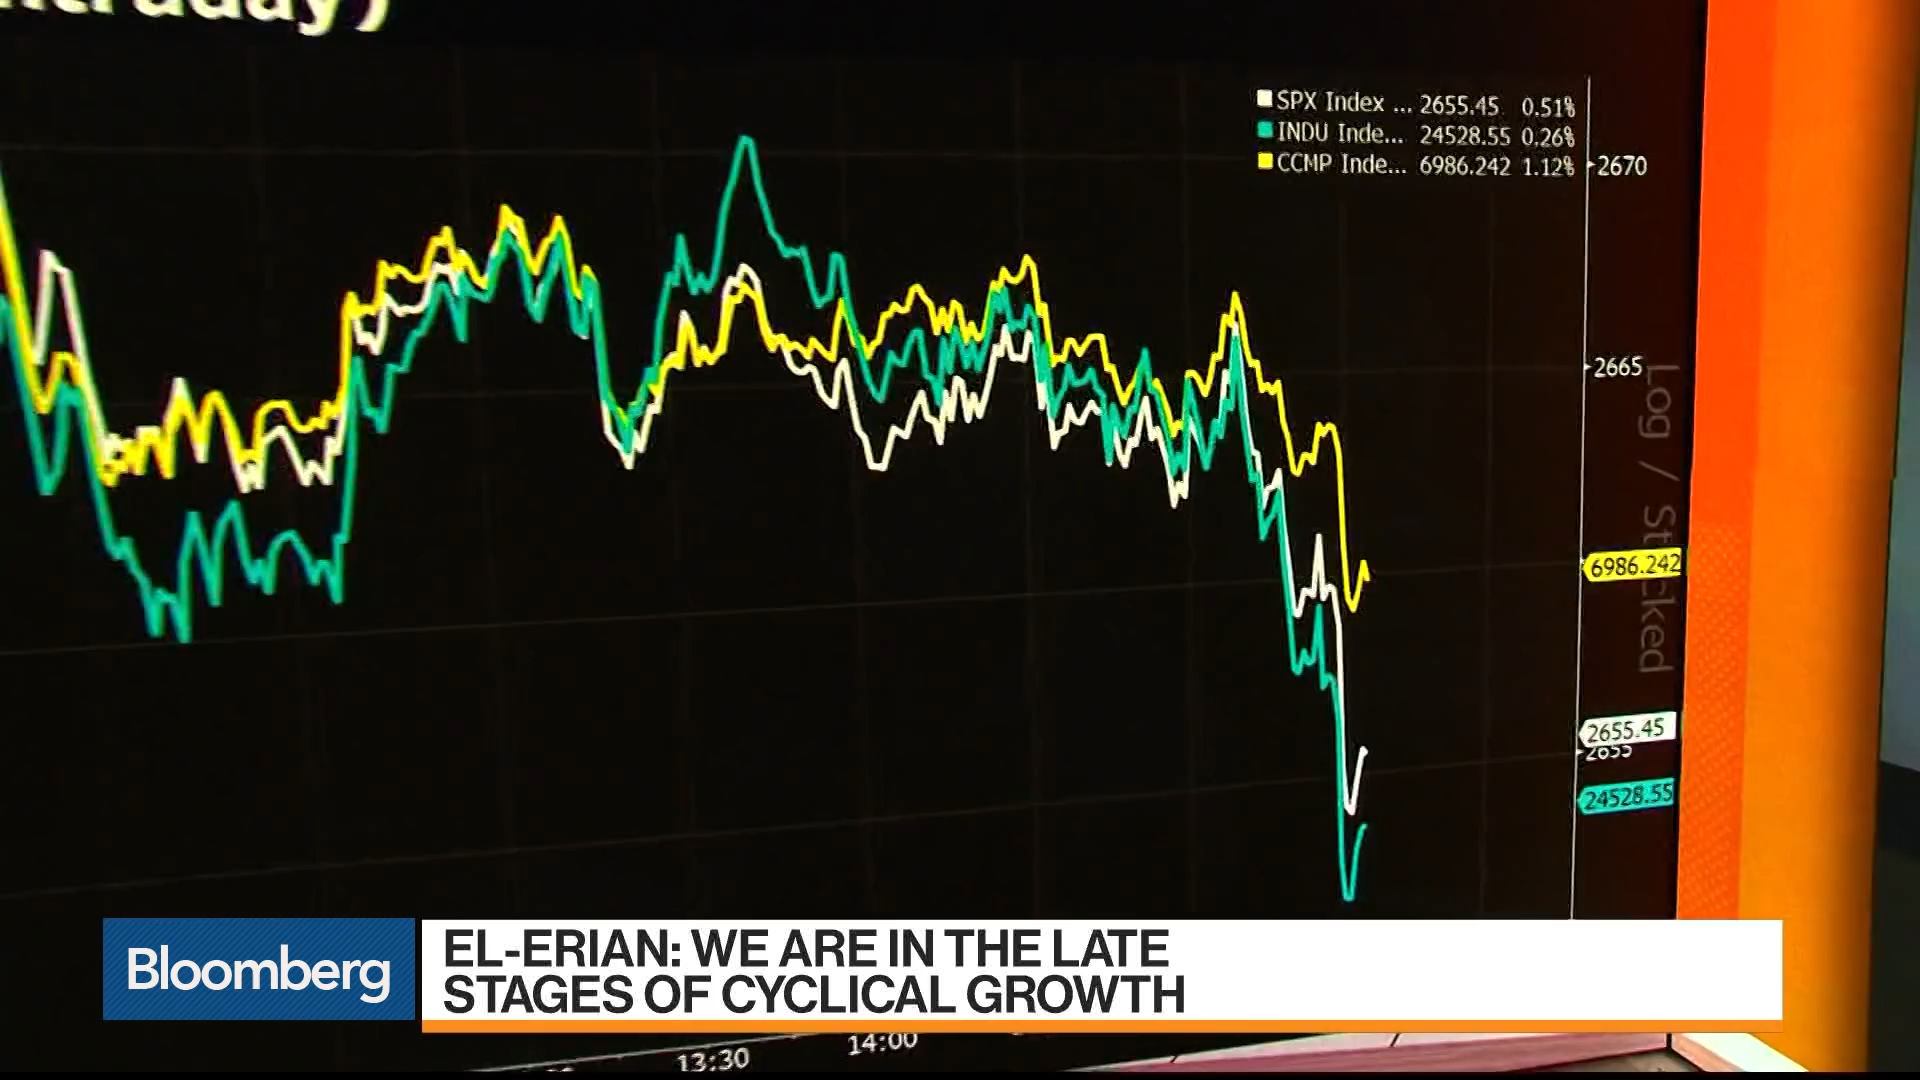 SPX Index ... 2655.45 0.51%
INDU Inde... 24528.55 0.26%
CCMP Inde... 6986.242 1.12%
2670
2665
Log / Stacked
6986.242
2655.45
2655
24528.55
Bloomberg
EL-ERIAN: WE ARE IN THE LATE
STAGES OF CYCLICAL GROWTH
13:30
14:00